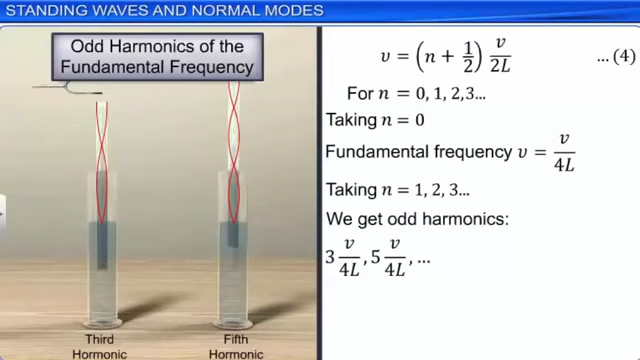 STANDING WAVES AND NORMAL MODES
Odd Harmonics of the
Fundamental Frequency
Third
Hormonic
Fifth
Hormonic
υ = (n + 1/2) v/2L ...(4)
For n = 0, 1, 2,3...
Taking n = 0
Fundamental frequency υ = v/4L
Taking n = 1, 2, 3...
We get odd harmonics:
3 v/4L , 5 v/4L , ...